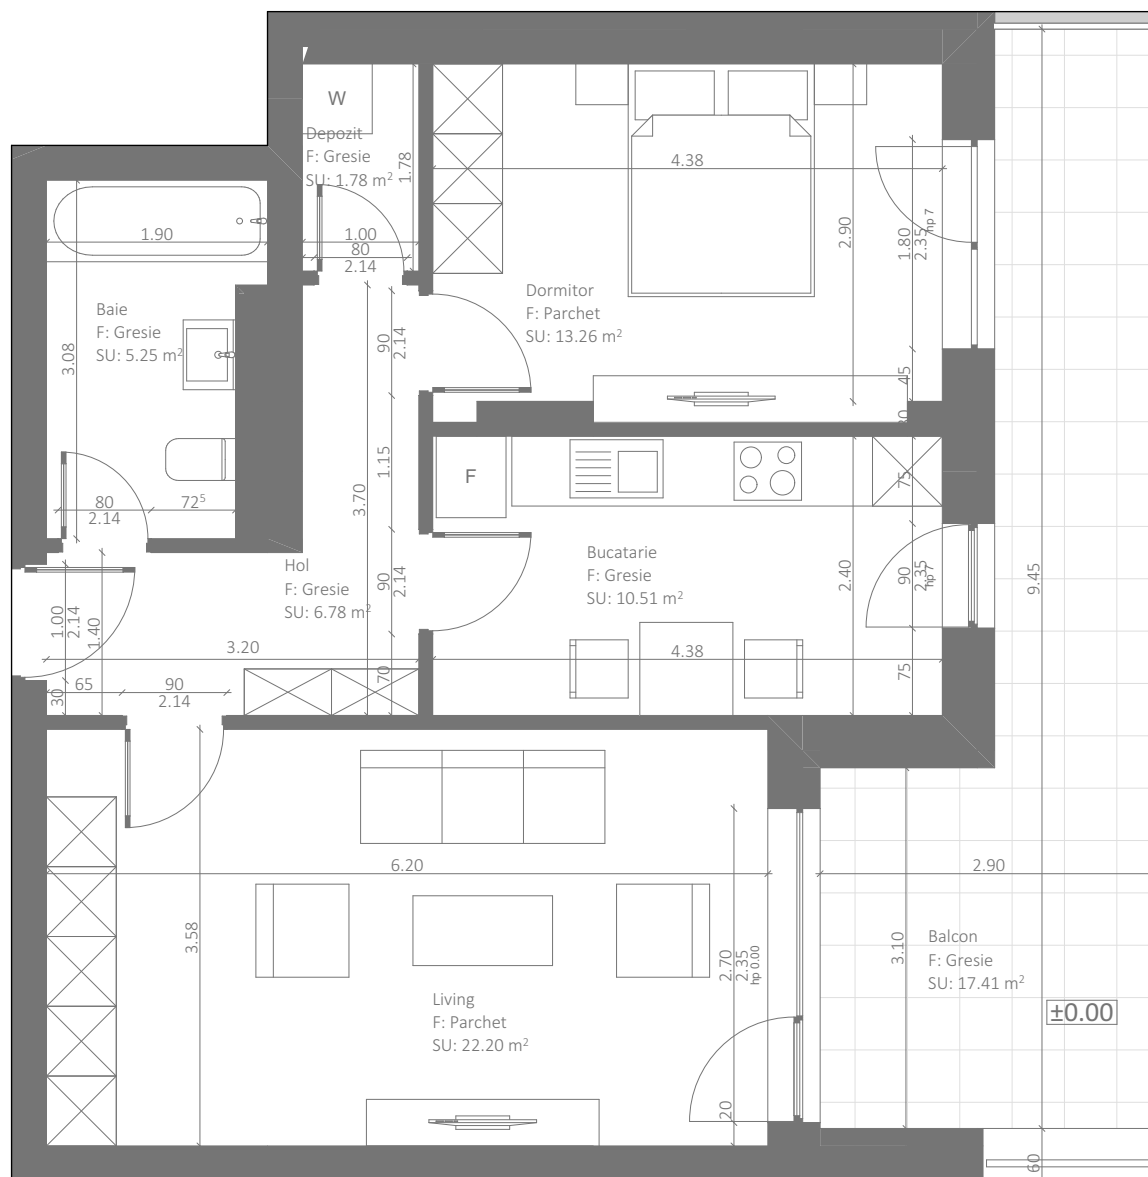 W
Depozit
F: Gresie
SU: 1.78 m²
1.78
1.00
80
2.14
4.38
2.90
1.80
2.35
hp 7
45
Dormitor
F: Parchet
SU: 13.26 m²
1.90
Baie
F: Gresie
SU: 5.25 m²
3.08
80
2.14
72⁵
90
2.14
1.15
3.70
90
2.14
70
F
75
Bucatarie
F: Gresie
SU: 10.51 m²
2.40
90
2.35
hp 7
4.38
75
Hol
F: Gresie
SU: 6.78 m²
1.00
2.14
1.40
3.20
30
65
90
2.14
9.45
6.20
3.58
2.70
2.35
hp 0.00
20
Living
F: Parchet
SU: 22.20 m²
2.90
3.10
Balcon
F: Gresie
SU: 17.41 m²
±0.00
60